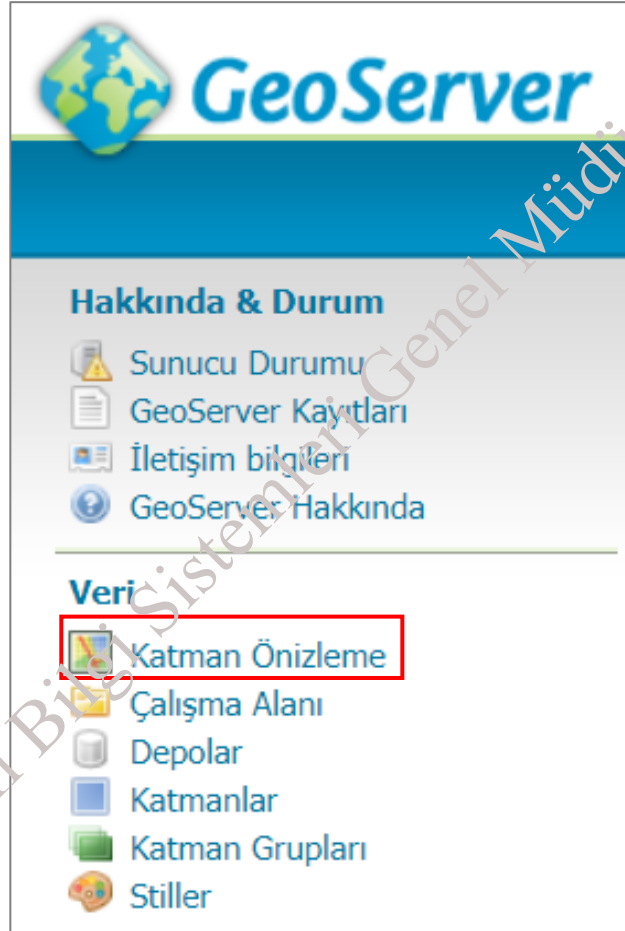 GeoServer
Hakkında & Durum
Sunucu Durumu
GeoServer Kayıtları
İletişim bilgileri
GeoServer Hakkında
Veri
Katman Önizleme
Çalışma Alanı
Depolar
Katmanlar
Katman Grupları
Stiller
Bilgi Sistemleri Genel